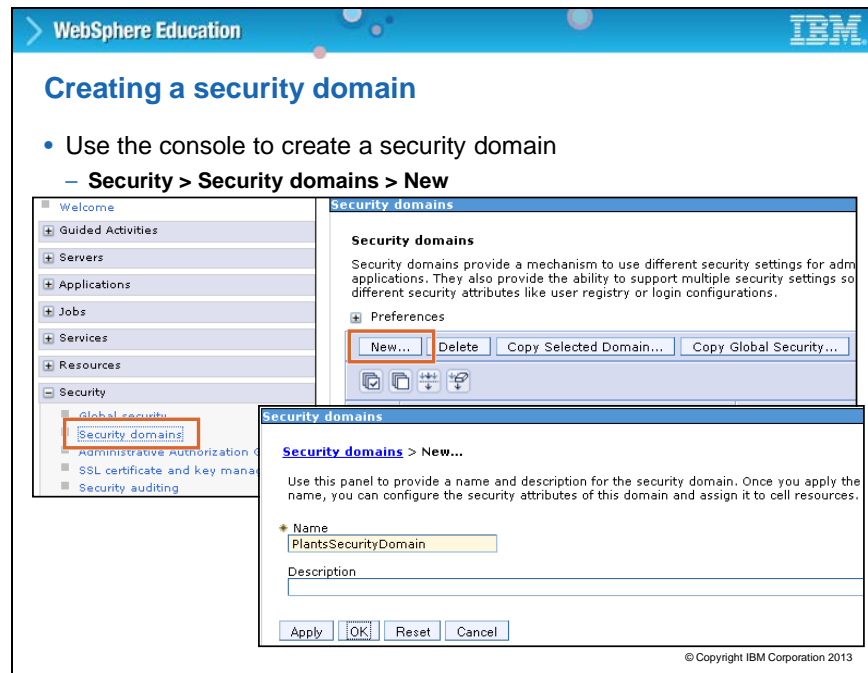 WebSphere Education
IBM
Creating a security domain
• Use the console to create a security domain
– Security > Security domains > New
Welcome
Guided Activities
Servers
Applications
Jobs
Services
Resources
Security
Global security
Security domains
Administrative Authorization
SSL certificate and key
Security auditing
Security domains
Security domains
Security domains provide a mechanism to use different security settings for
applications. They also provide the ability to support multiple security settings so
different security attributes like user registry or login configurations.
Preferences
New... Delete Copy Selected Domain... Copy Global Security...
Security domains
Security domains > New...
Use this panel to provide a name and description for the security domain. Once you apply the
name, you can configure the security attributes of this domain and assign it to cell resources.
Name
PlantsSecurityDomain
Description
Apply OK Reset Cancel
© Copyright IBM Corporation 2013